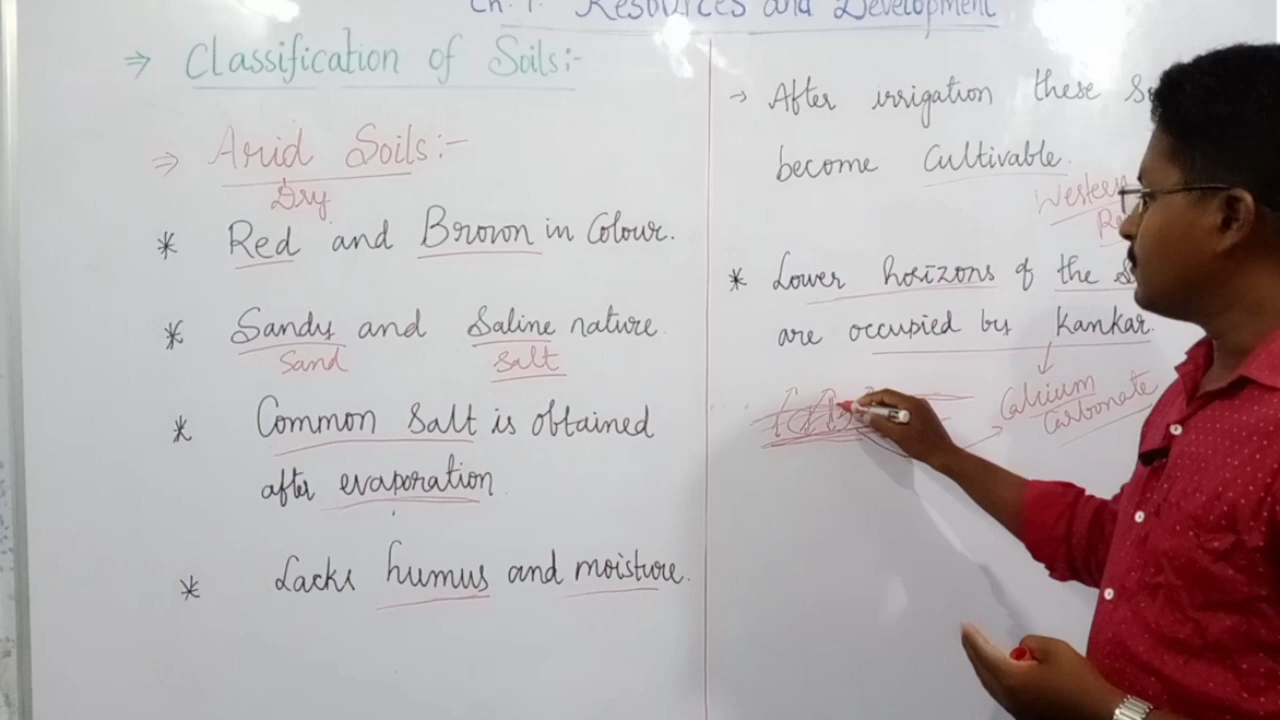 Ch. 1. Resources and Development
⇒ Classification of Soils:-
⇒ Arid Soils:-
Dry
* Red and Brown in Colour.
* Sandy and Saline nature.
Sand Salt
* Common Salt is obtained
after evaporation.
* Lacks humus and moisture.
→ After irrigation these
become Cultivable.
Western
* Lower horizons of the
are occupied by Kankar.
Calcium
Carbonate